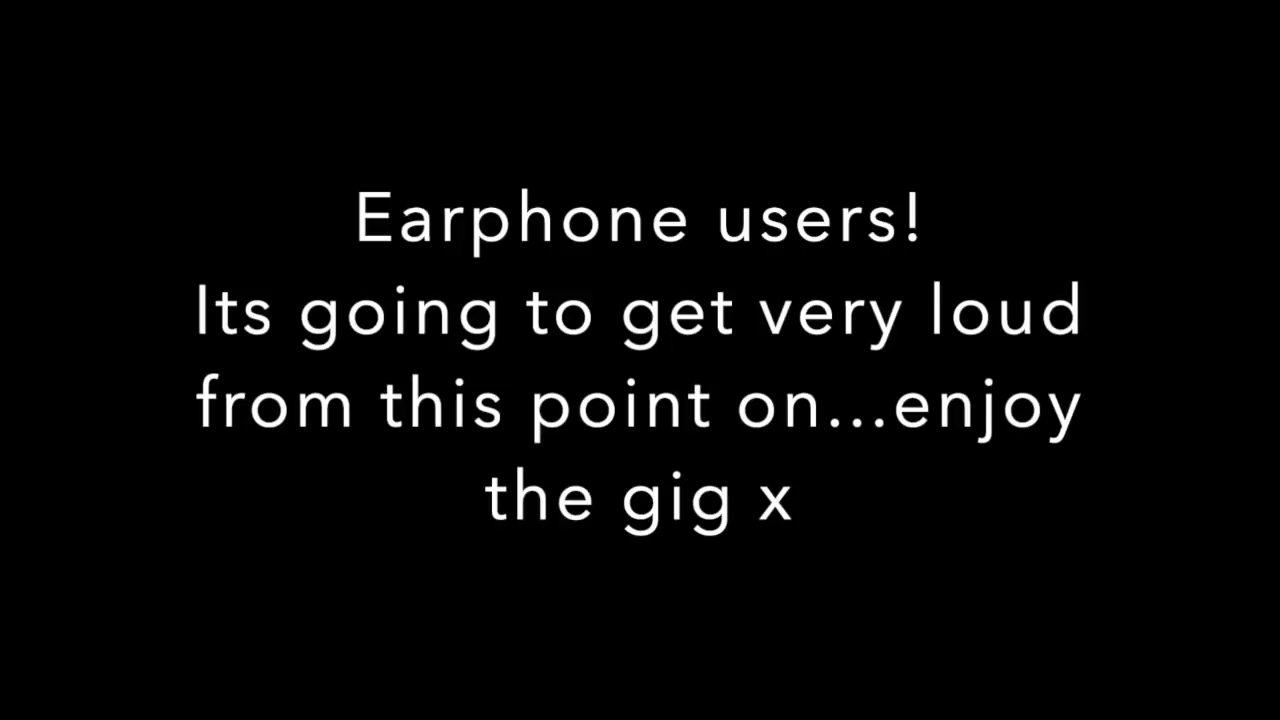 Earphone users!
Its going to get very loud
from this point on...enjoy
the gig x